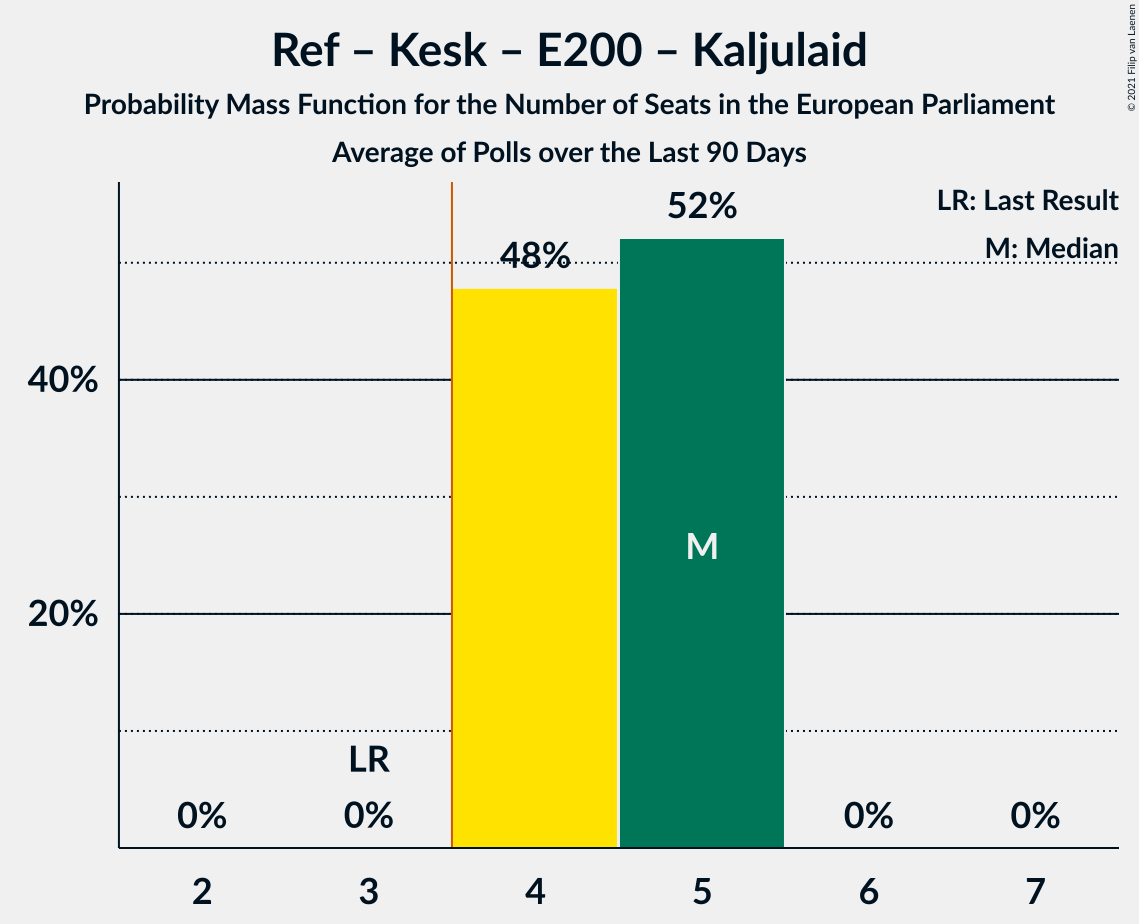 Ref – Kesk – E200 – Kaljulaid
Probability Mass Function for the Number of Seats in the European Parliament
Average of Polls over the Last 90 Days
© 2021 Filip van Laenen
LR: Last Result
M: Median
52%
48%
40%
20%
M
LR
0%
0%
0%
0%
2
3
4
5
6
7